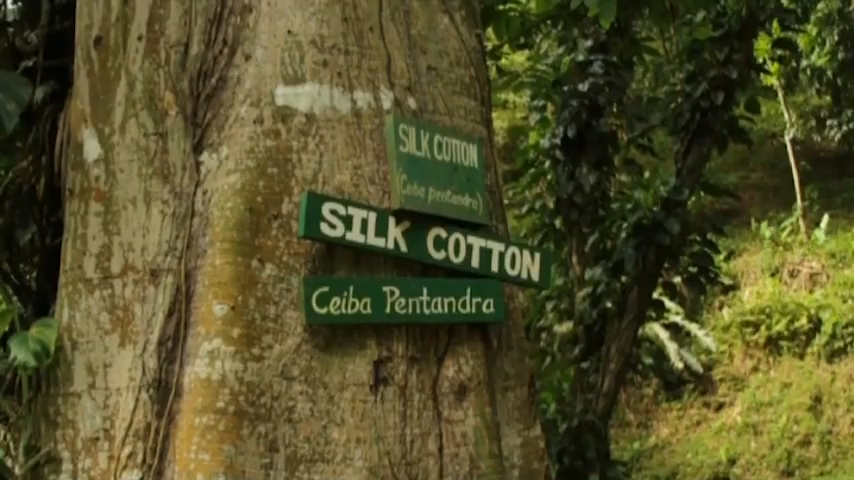 SILK COTTON
(Ceiba pentandra)
SILK COTTON
Ceiba Pentandra